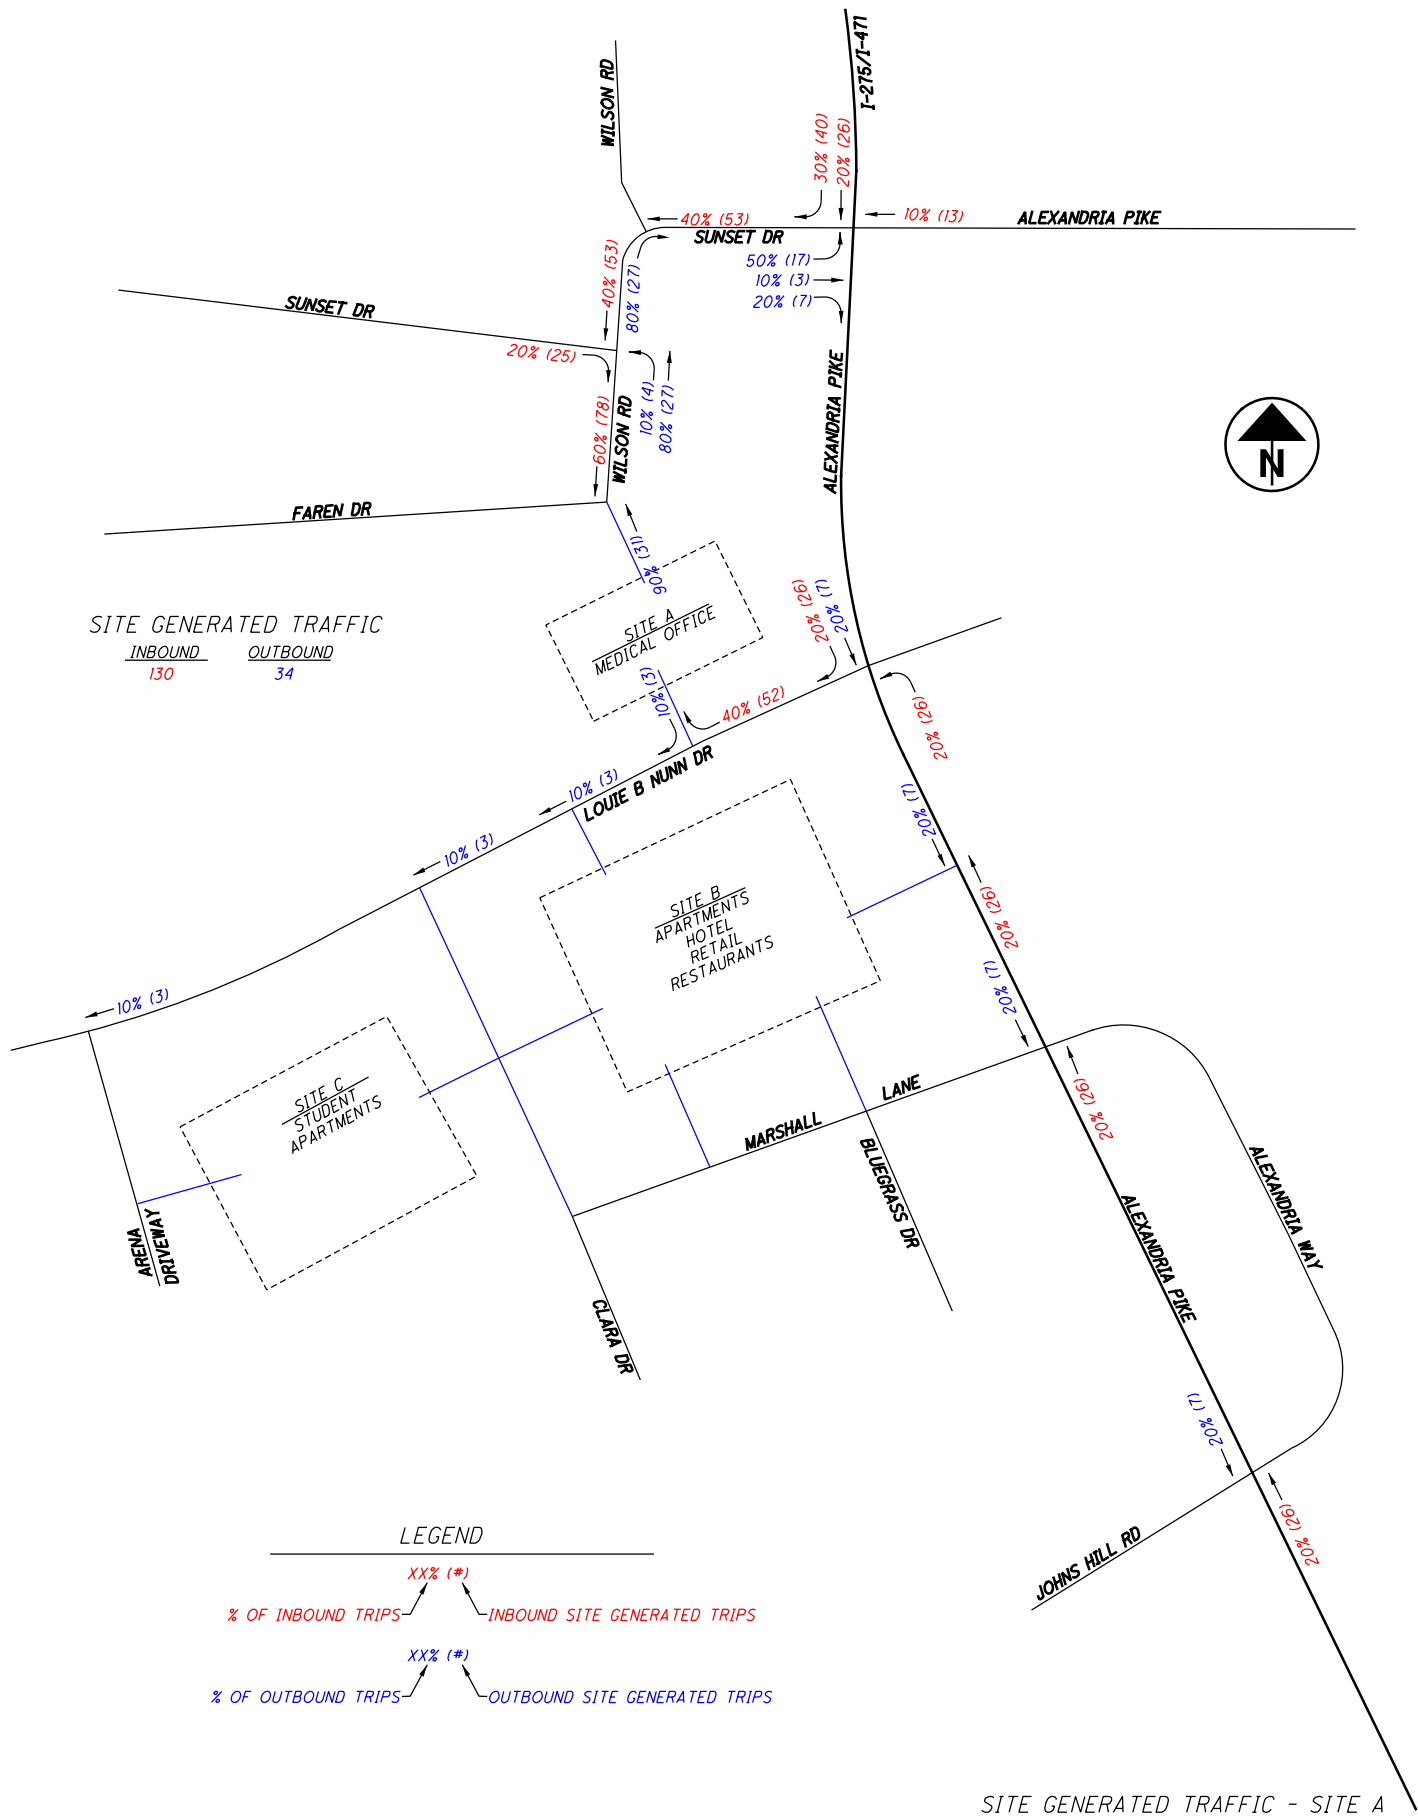 I-275/I-471
WILSON RD
30% (40)
20% (26)
40% (53)
10% (13)
ALEXANDRIA PIKE
SUNSET DR
50% (17)
10% (3)
20% (7)
40% (53)
80% (27)
SUNSET DR
20% (25)
10% (4)
80% (27)
60% (78)
WILSON RD
ALEXANDRIA PIKE
N
FAREN DR
90% (31)
SITE GENERATED TRAFFIC
INBOUND OUTBOUND
130 34
SITE A
MEDICAL OFFICE
20% (26)
20% (7)
10% (3)
40% (52)
20% (26)
LOUIE B NUNN DR
10% (3)
10% (3)
20% (7)
SITE B
APARTMENTS
HOTEL
RETAIL
RESTAURANTS
20% (26)
20% (7)
10% (3)
SITE C
STUDENT
APARTMENTS
MARSHALL LANE
20% (26)
BLUEGRASS DR
ALEXANDRIA WAY
ALEXANDRIA PIKE
ARENA
DRIVEWAY
CLARA DR
20% (7)
20% (26)
JOHNS HILL RD
LEGEND
XX% (#)
% OF INBOUND TRIPS INBOUND SITE GENERATED TRIPS
XX% (#)
% OF OUTBOUND TRIPS OUTBOUND SITE GENERATED TRIPS
SITE GENERATED TRAFFIC - SITE A